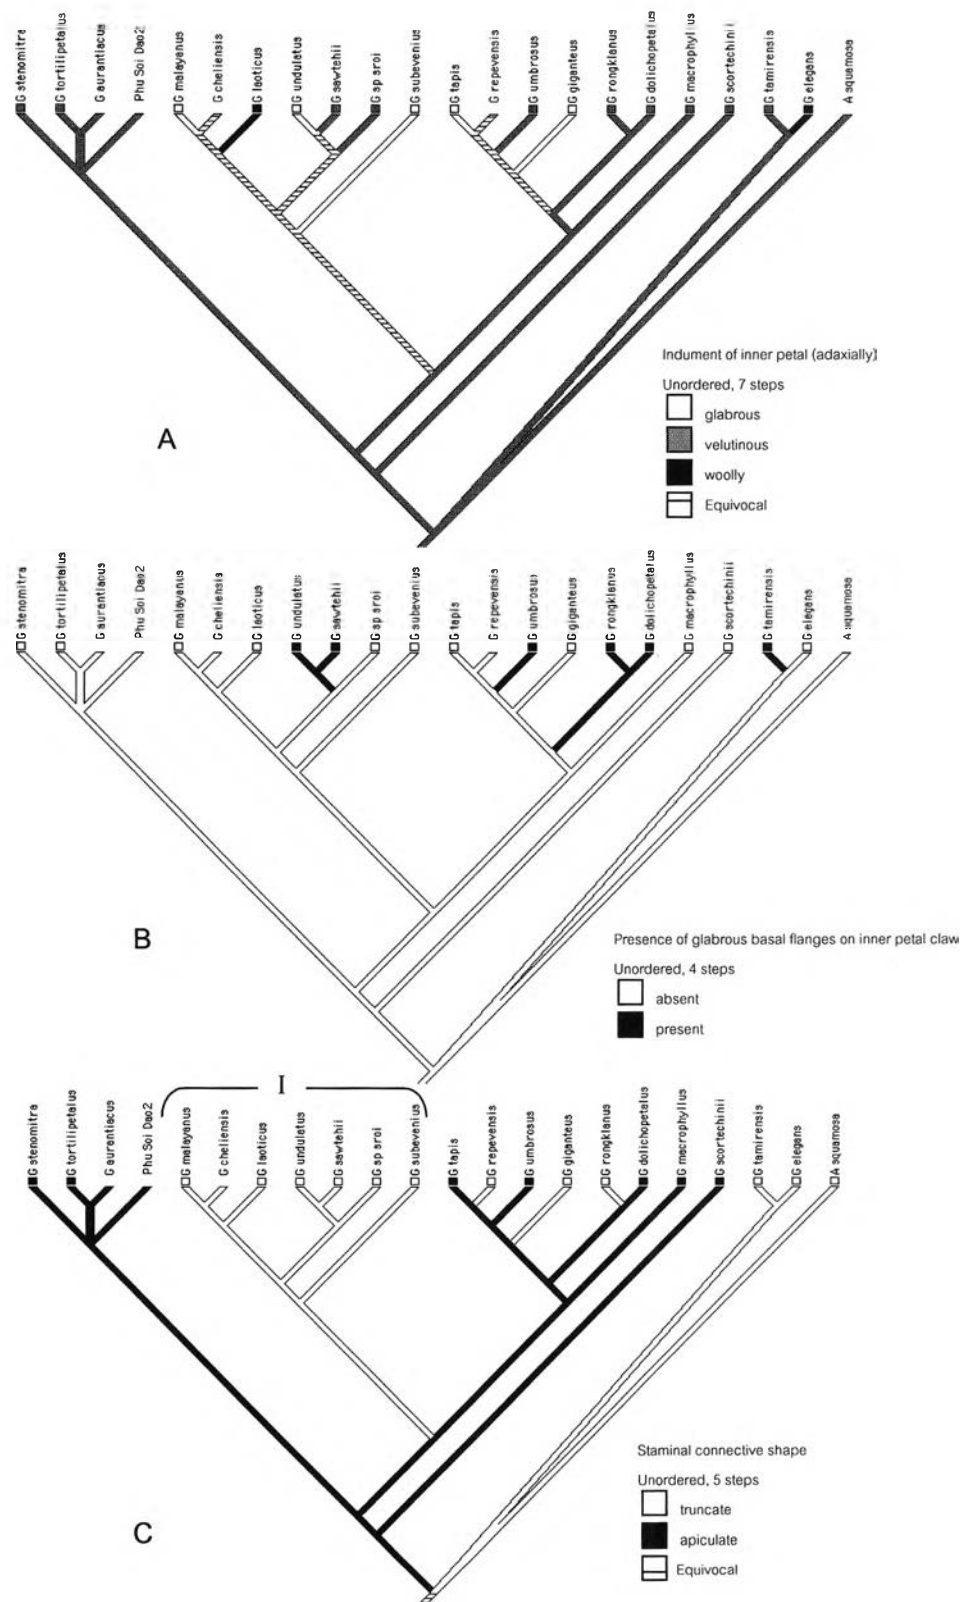 G stenomitra
G tortilipetalus
G aurantiacus
Phu Soi Dao2
G malayanus
G cheliensis
G laoticus
G undulatus
G sawtehii
G sp sroi
G subevenius
G tapis
G repevensis
G umbrosus
G giganteus
G rongklanus
G dolichopetalus
G macrophyllus
G scortechinii
G tamirensis
G elegans
A squamosa
Indument of inner petal (adaxially)
Unordered, 7 steps
glabrous
velutinous
woolly
Equivocal
A
G stenomitra
G tortilipetalus
G aurantiacus
Phu Soi Dao2
G malayanus
G cheliensis
G laoticus
G undulatus
G sawtehii
G sp sroi
G subevenius
G tapis
G repevensis
G umbrosus
G giganteus
G rongklanus
G dolichopetalus
G macrophyllus
G scortechinii
G tamirensis
G elegans
A squamosa
B
Presence of glabrous basal flanges on inner petal claw
Unordered, 4 steps
absent
present
I
G stenomitra
G tortilipetalus
G aurantiacus
Phu Soi Dao2
G malayanus
G cheliensis
G laoticus
G undulatus
G sawtehii
G sp sroi
G subevenius
G tapis
G repevensis
G umbrosus
G giganteus
G rongklanus
G dolichopetalus
G macrophyllus
G scortechinii
G tamirensis
G elegans
A squamosa
Staminal connective shape
Unordered, 5 steps
truncate
apiculate
Equivocal
C